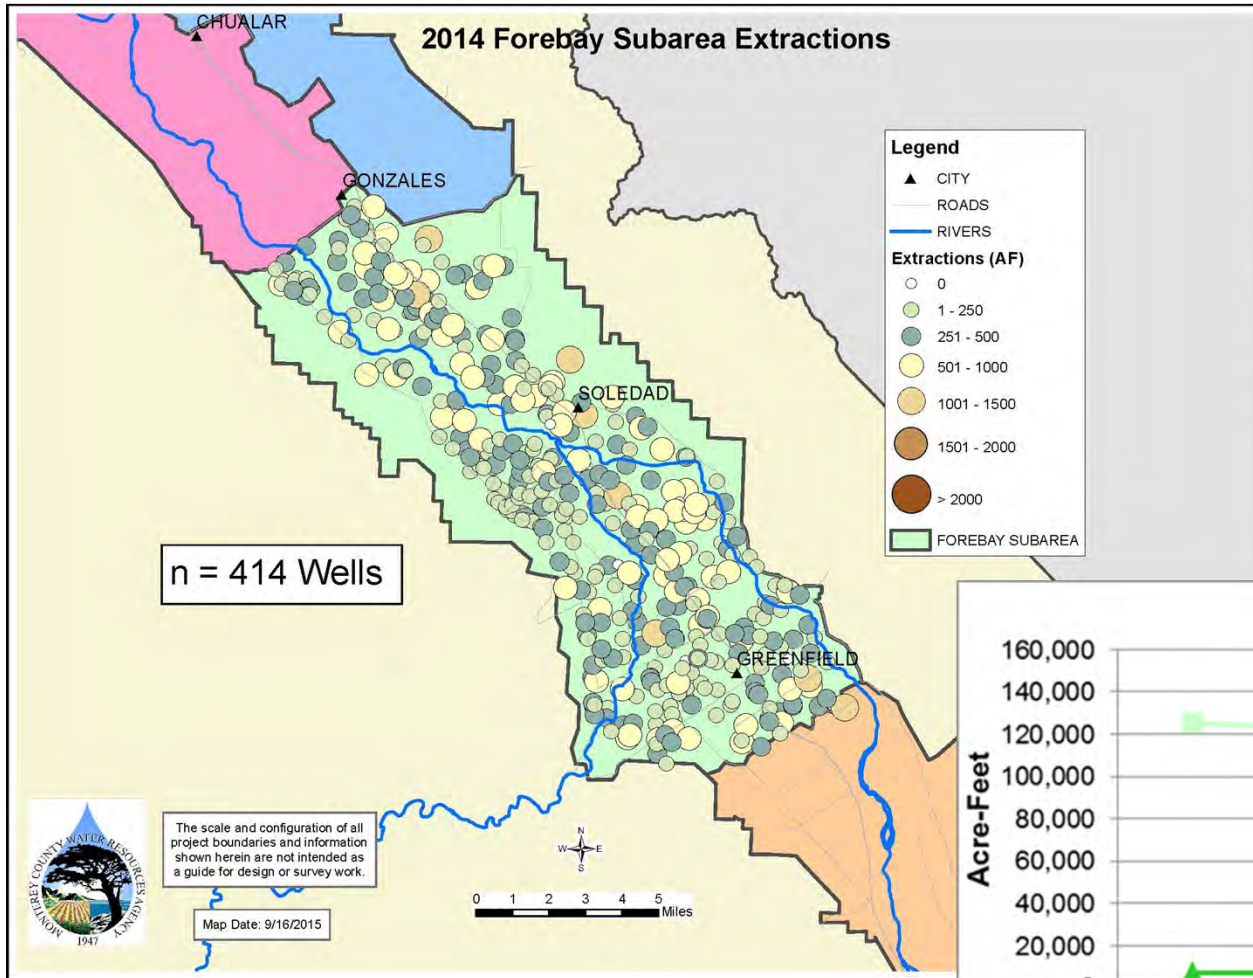 2014 Forebay Subarea Extractions
CHUALAR
GONZALES
SOLEDAD
GREENFIELD
n = 414 Wells
Legend
CITY
ROADS
RIVERS
Extractions (AF)
0
1 - 250
251 - 500
501 - 1000
1001 - 1500
1501 - 2000
> 2000
FOREBAY SUBAREA
MONTEREY COUNTY WATER RESOURCES AGENCY
1947
The scale and configuration of all
project boundaries and information
shown herein are not intended as
a guide for design or survey work.
Map Date: 9/16/2015
N
W E
S
0 1 2 3 4 5
Miles
Acre-Feet
160,000
140,000
120,000
100,000
80,000
60,000
40,000
20,000